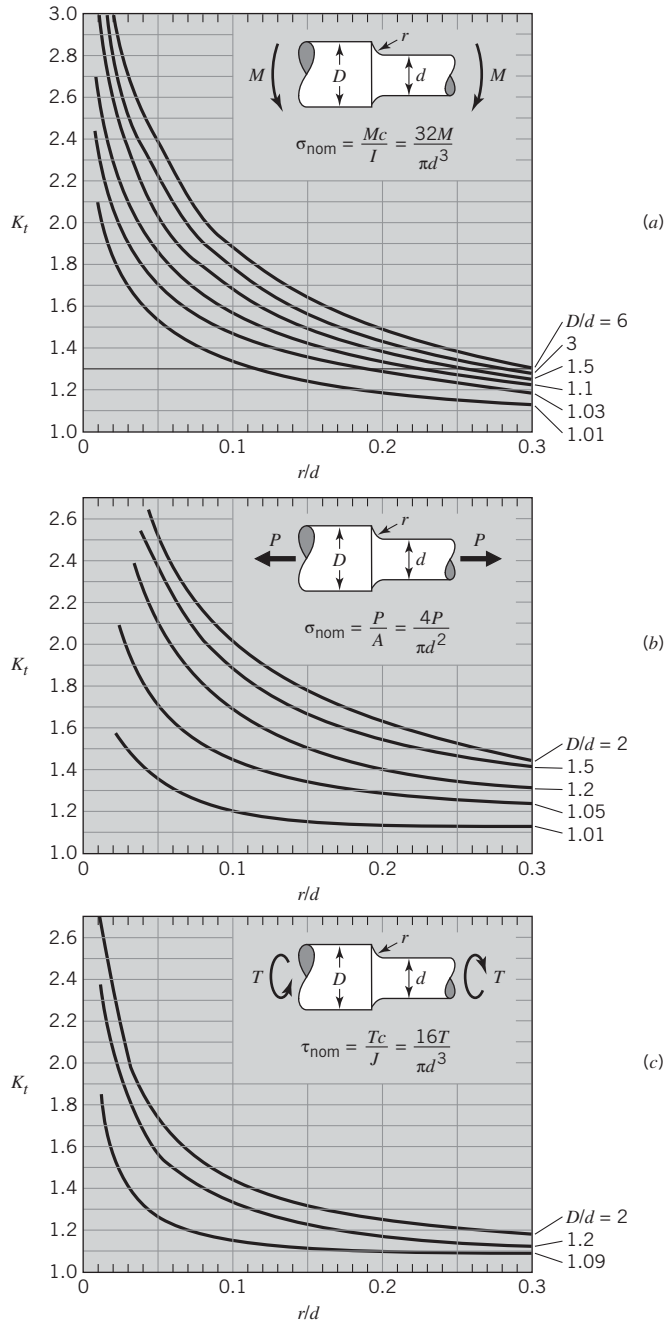 3.0
2.8
2.6
2.4
2.2
K_t 2.0
1.8
1.6
1.4
1.2
1.0
0 0.1 0.2 0.3
r/d
M D r d M
σ_nom = Mc/I = 32M/πd³
(a)
D/d = 6
3
1.5
1.1
1.03
1.01
2.6
2.4
2.2
2.0
K_t
1.8
1.6
1.4
1.2
1.0
0 0.1 0.2 0.3
r/d
P D r d P
σ_nom = P/A = 4P/πd²
(b)
D/d = 2
1.5
1.2
1.05
1.01
2.6
2.4
2.2
2.0
K_t
1.8
1.6
1.4
1.2
1.0
0 0.1 0.2 0.3
r/d
T D r d T
τ_nom = Tc/J = 16T/πd³
(c)
D/d = 2
1.2
1.09